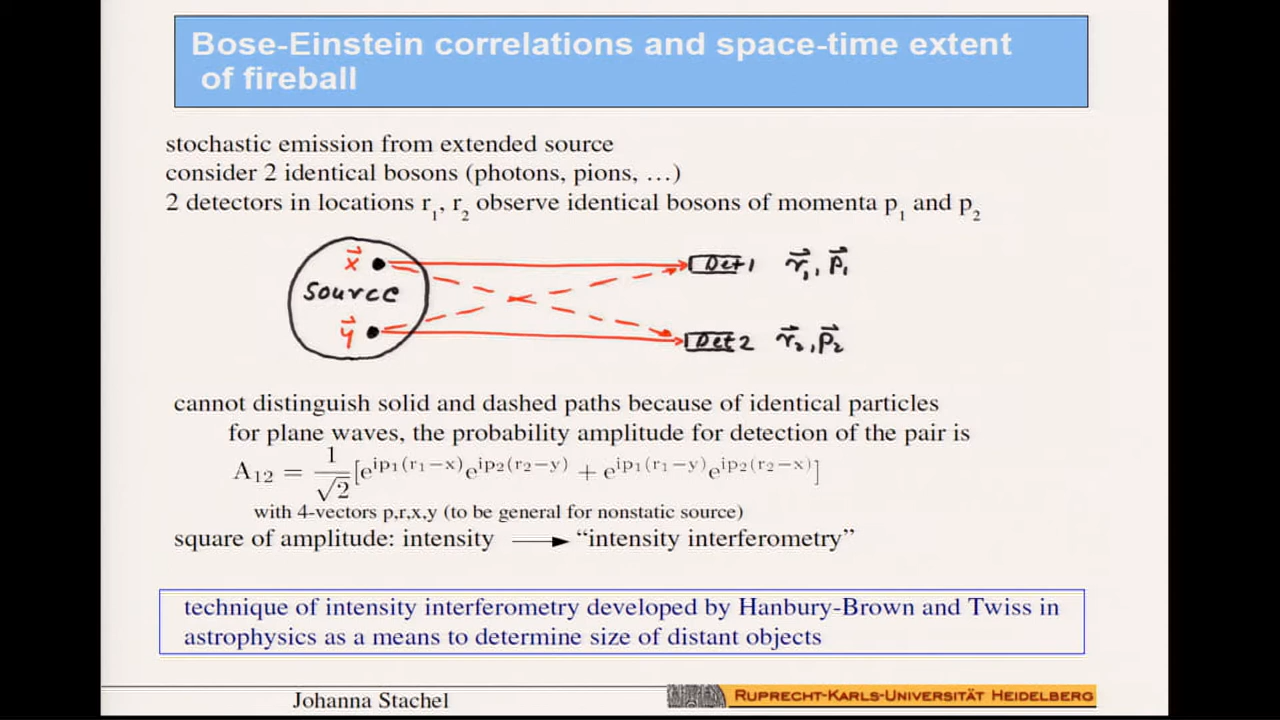 Bose-Einstein correlations and space-time extent
of fireball
stochastic emission from extended source
consider 2 identical bosons (photons, pions, …)
2 detectors in locations r₁, r₂ observe identical bosons of momenta p₁ and p₂
x⃗
Det 1 r⃗₁, p⃗₁
Source
y⃗
Det 2 r⃗₂, p⃗₂
cannot distinguish solid and dashed paths because of identical particles
for plane waves, the probability amplitude for detection of the pair is
A₁₂ = 1/√2 [e^{ip₁(r₁−x)}e^{ip₂(r₂−y)} + e^{ip₁(r₁−y)}e^{ip₂(r₂−x)}]
with 4-vectors p,r,x,y (to be general for nonstatic source)
square of amplitude: intensity → “intensity interferometry”
technique of intensity interferometry developed by Hanbury-Brown and Twiss in
astrophysics as a means to determine size of distant objects
Johanna Stachel
RUPRECHT-KARLS-UNIVERSITÄT HEIDELBERG